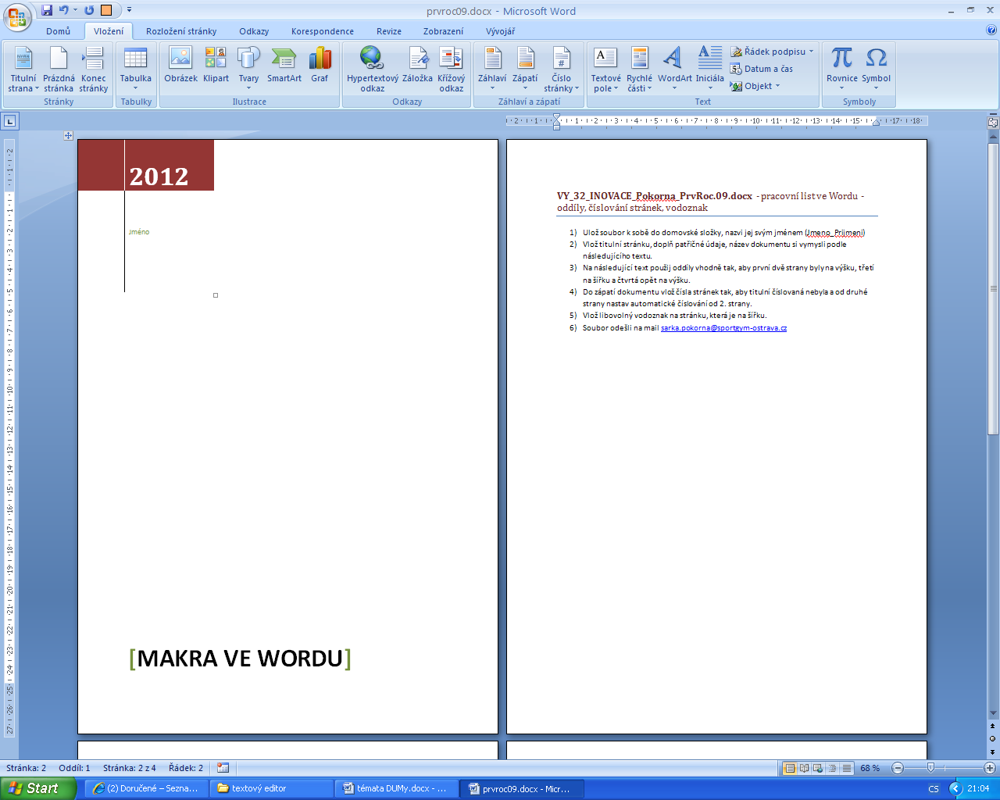 prvroc09.docx - Microsoft Word
Domů Vložení Rozložení stránky Odkazy Korespondence Revize Zobrazení Vývojář
Titulní strana Prázdná stránka Konec stránky
Stránky
Tabulka
Tabulky
Obrázek Klipart Tvary SmartArt Graf
Ilustrace
Hypertextový odkaz Záložka Křížový odkaz
Odkazy
Záhlaví Zápatí Číslo stránky
Záhlaví a zápatí
Textové pole Rychlé části WordArt Iniciála
Řádek podpisu
Datum a čas
Objekt
Text
Rovnice Symbol
Symboly
2012
Jméno
[MAKRA VE WORDU]
VY_32_INOVACE_Pokorna_PrvRoc.09.docx - pracovní list ve Wordu -
oddíly, číslování stránek, vodoznak
1) Ulož soubor k sobě do domovské složky, nazvi jej svým jménem (Jmeno_Prijmeni)
2) Vlož titulní stránku, doplň patřičné údaje, název dokumentu si vymysli podle
následujícího textu.
3) Na následující text použij oddíly vhodně tak, aby první dvě strany byly na výšku, třetí
na šířku a čtvrtá opět na výšku.
4) Do zápatí dokumentu vlož čísla stránek tak, aby titulní číslovaná nebyla a od druhé
strany nastav automatické číslování od 2. strany.
5) Vlož libovolný vodoznak na stránku, která je na šířku.
6) Soubor odešli na mail sarka.pokorna@sportgym-ostrava.cz
Stránka: 2 Oddíl: 1 Stránka: 2 z 4 Řádek: 2 68 %
Start (2) Doručené – Sezna... textový editor témata DUMy.docx - ... prvroc09.docx - Micr... CS 21:04